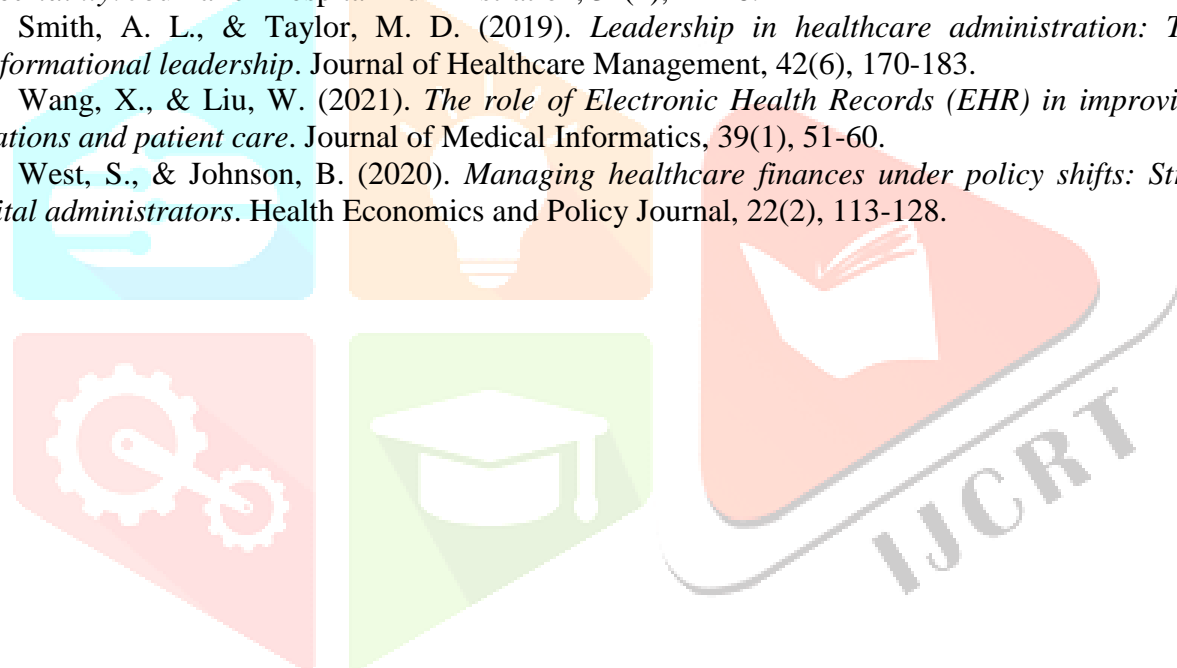 Smith, A. L., & Taylor, M. D. (2019). Leadership in healthcare administration: T
formational leadership. Journal of Healthcare Management, 42(6), 170-183.
Wang, X., & Liu, W. (2021). The role of Electronic Health Records (EHR) in improvi
ations and patient care. Journal of Medical Informatics, 39(1), 51-60.
West, S., & Johnson, B. (2020). Managing healthcare finances under policy shifts: St
ital administrators. Health Economics and Policy Journal, 22(2), 113-128.
IJCRT